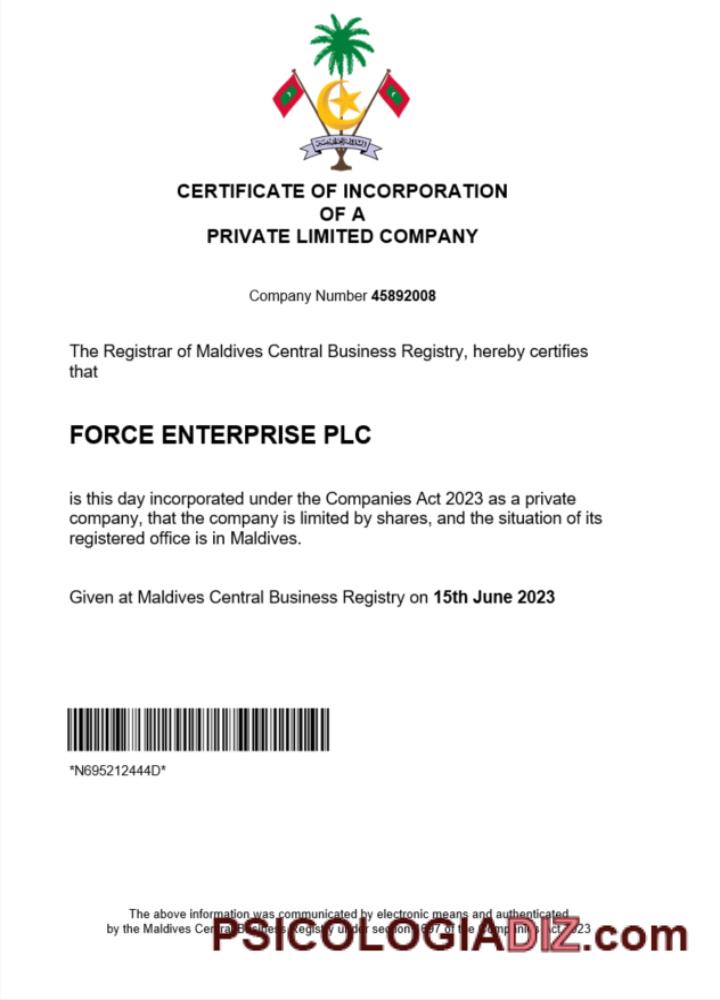 CERTIFICATE OF INCORPORATION
OF A
PRIVATE LIMITED COMPANY
Company Number 45892008
The Registrar of Maldives Central Business Registry, hereby certifies
that
FORCE ENTERPRISE PLC
is this day incorporated under the Companies Act 2023 as a private
company, that the company is limited by shares, and the situation of its
registered office is in Maldives.
Given at Maldives Central Business Registry on 15th June 2023
*N695212444D*
The above information was communicated by electronic means and authenticated
by the Maldives Central Business Registry under section of the Companies Act
PSICOLOGIADIZ.com